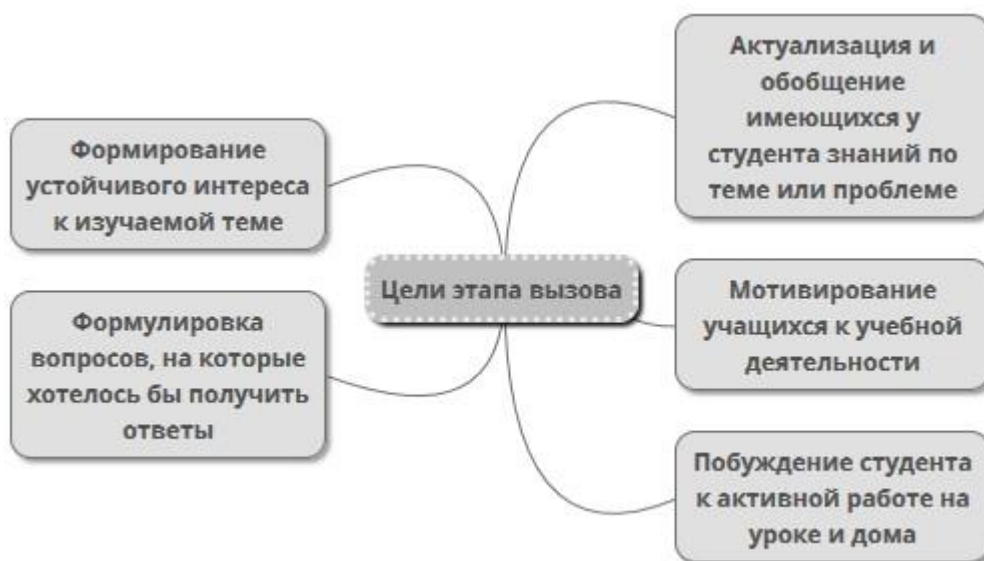 Актуализация и
обобщение
имеющихся у
студента знаний по
теме или проблеме
Формирование
устойчивого интереса
к изучаемой теме
Цели этапа вызова
Мотивирование
учащихся к учебной
деятельности
Формулировка
вопросов, на которые
хотелось бы получить
ответы
Побуждение студента
к активной работе на
уроке и дома